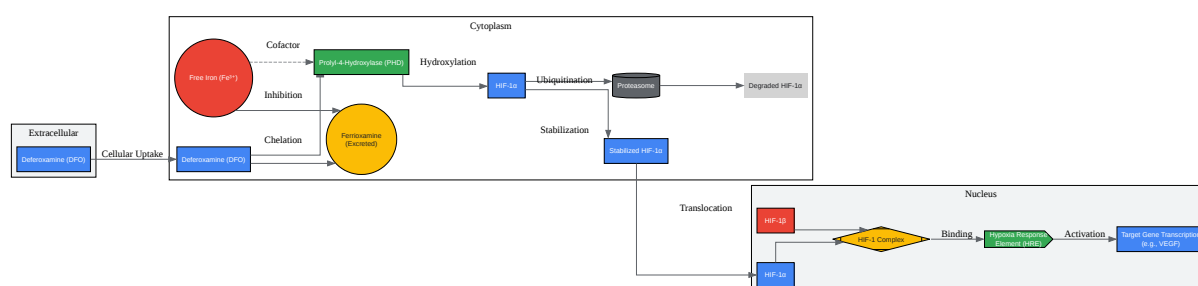 Cytoplasm
Cofactor
Free Iron (Fe³⁺)
Prolyl-4-Hydroxylase (PHD)
Hydroxylation
HIF-1α
Ubiquitination
Proteasome
Degraded HIF-1α
Inhibition
Extracellular
Deferoxamine (DFO)
Cellular Uptake
Deferoxamine (DFO)
Chelation
Ferrioxamine
(Excreted)
Stabilization
Stabilized HIF-1α
Translocation
Nucleus
HIF-1β
HIF-1α
HIF-1 Complex
Binding
Hypoxia Response
Element (HRE)
Activation
Target Gene Transcription
(e.g., VEGF)